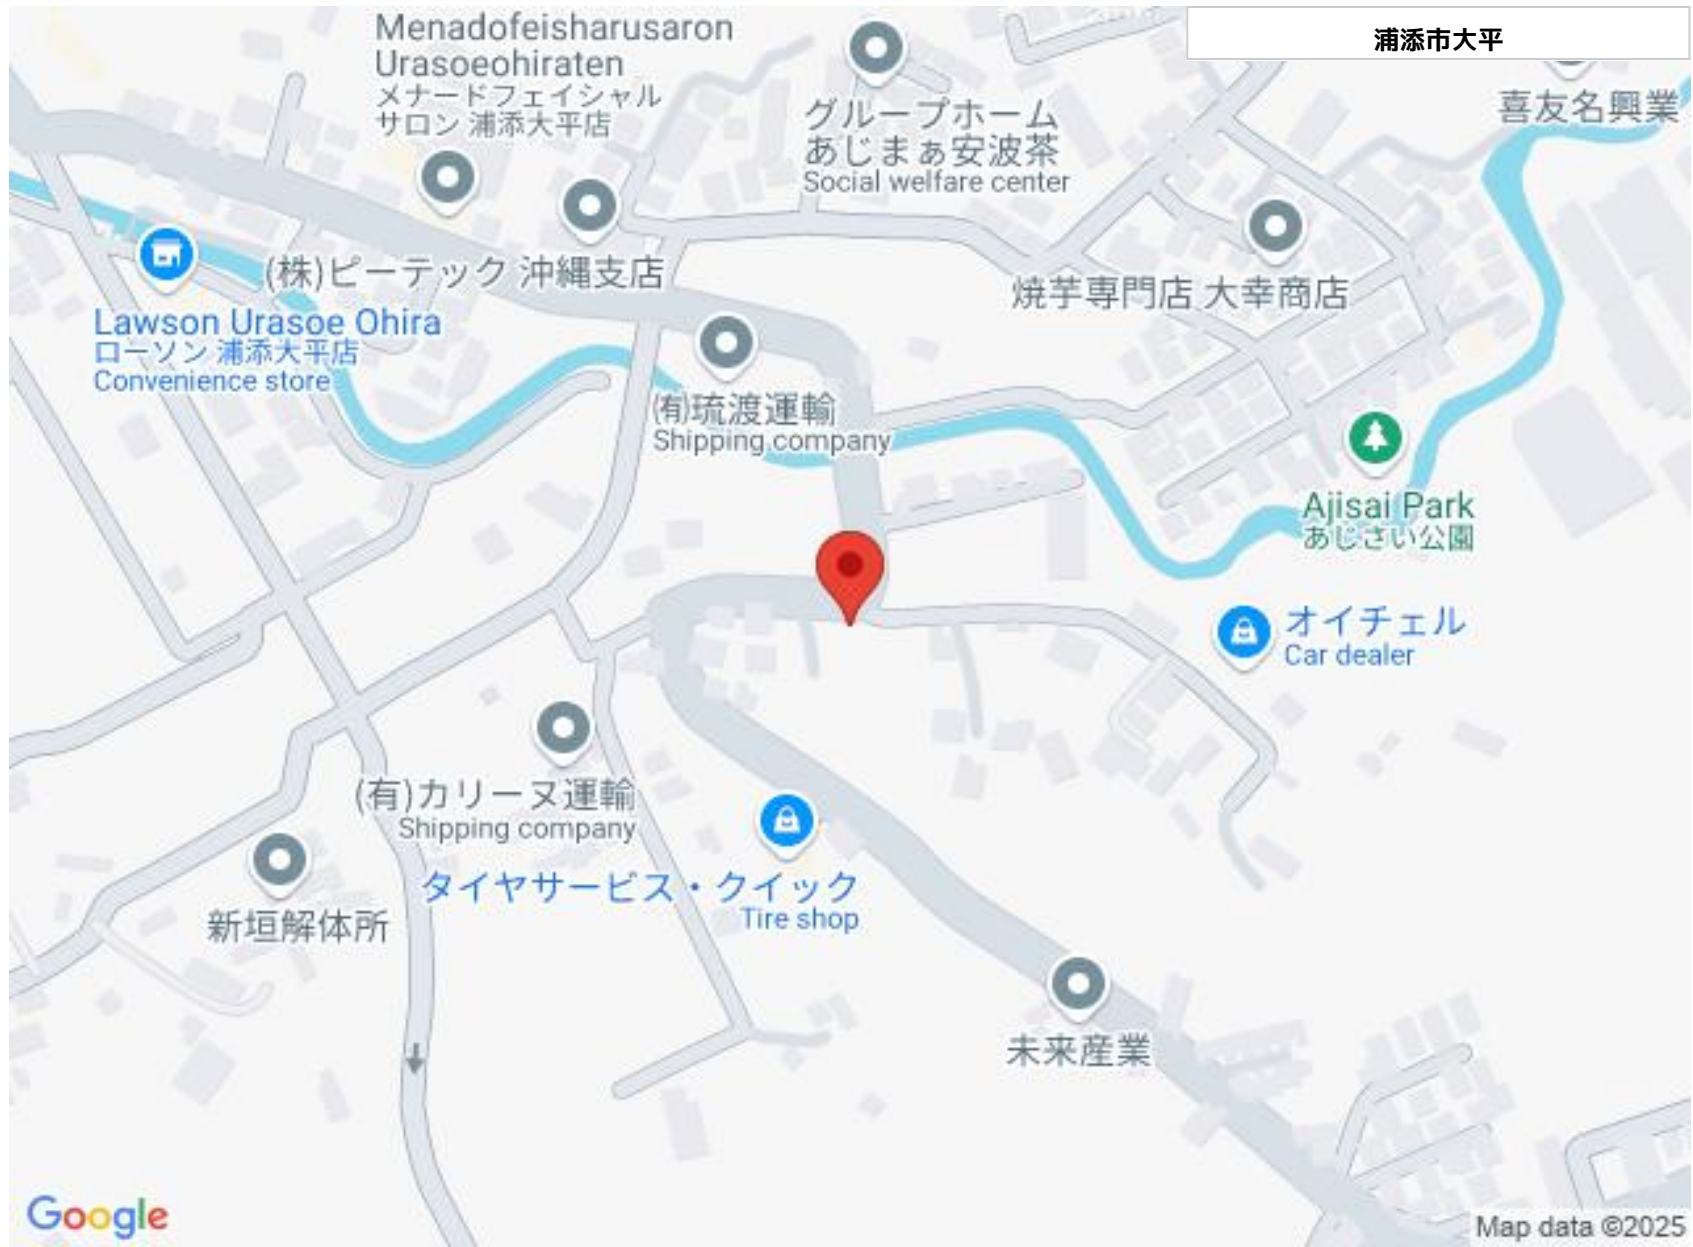 浦添市大平
Menadofeisharusaron
Urasoeohiraten
メナードフェイシャル
サロン 浦添大平店
グループホーム
あじまぁ安波茶
Social welfare center
喜友名興業
(株)ピーテック 沖縄支店
焼芋専門店 大幸商店
Lawson Urasoe Ohira
ローソン 浦添大平店
Convenience store
㈲琉渡運輸
Shipping company
Ajisai Park
あじさい公園
オイチェル
Car dealer
(有)カリーヌ運輸
Shipping company
タイヤサービス・クイック
Tire shop
新垣解体所
未来産業
Google
Map data ©2025